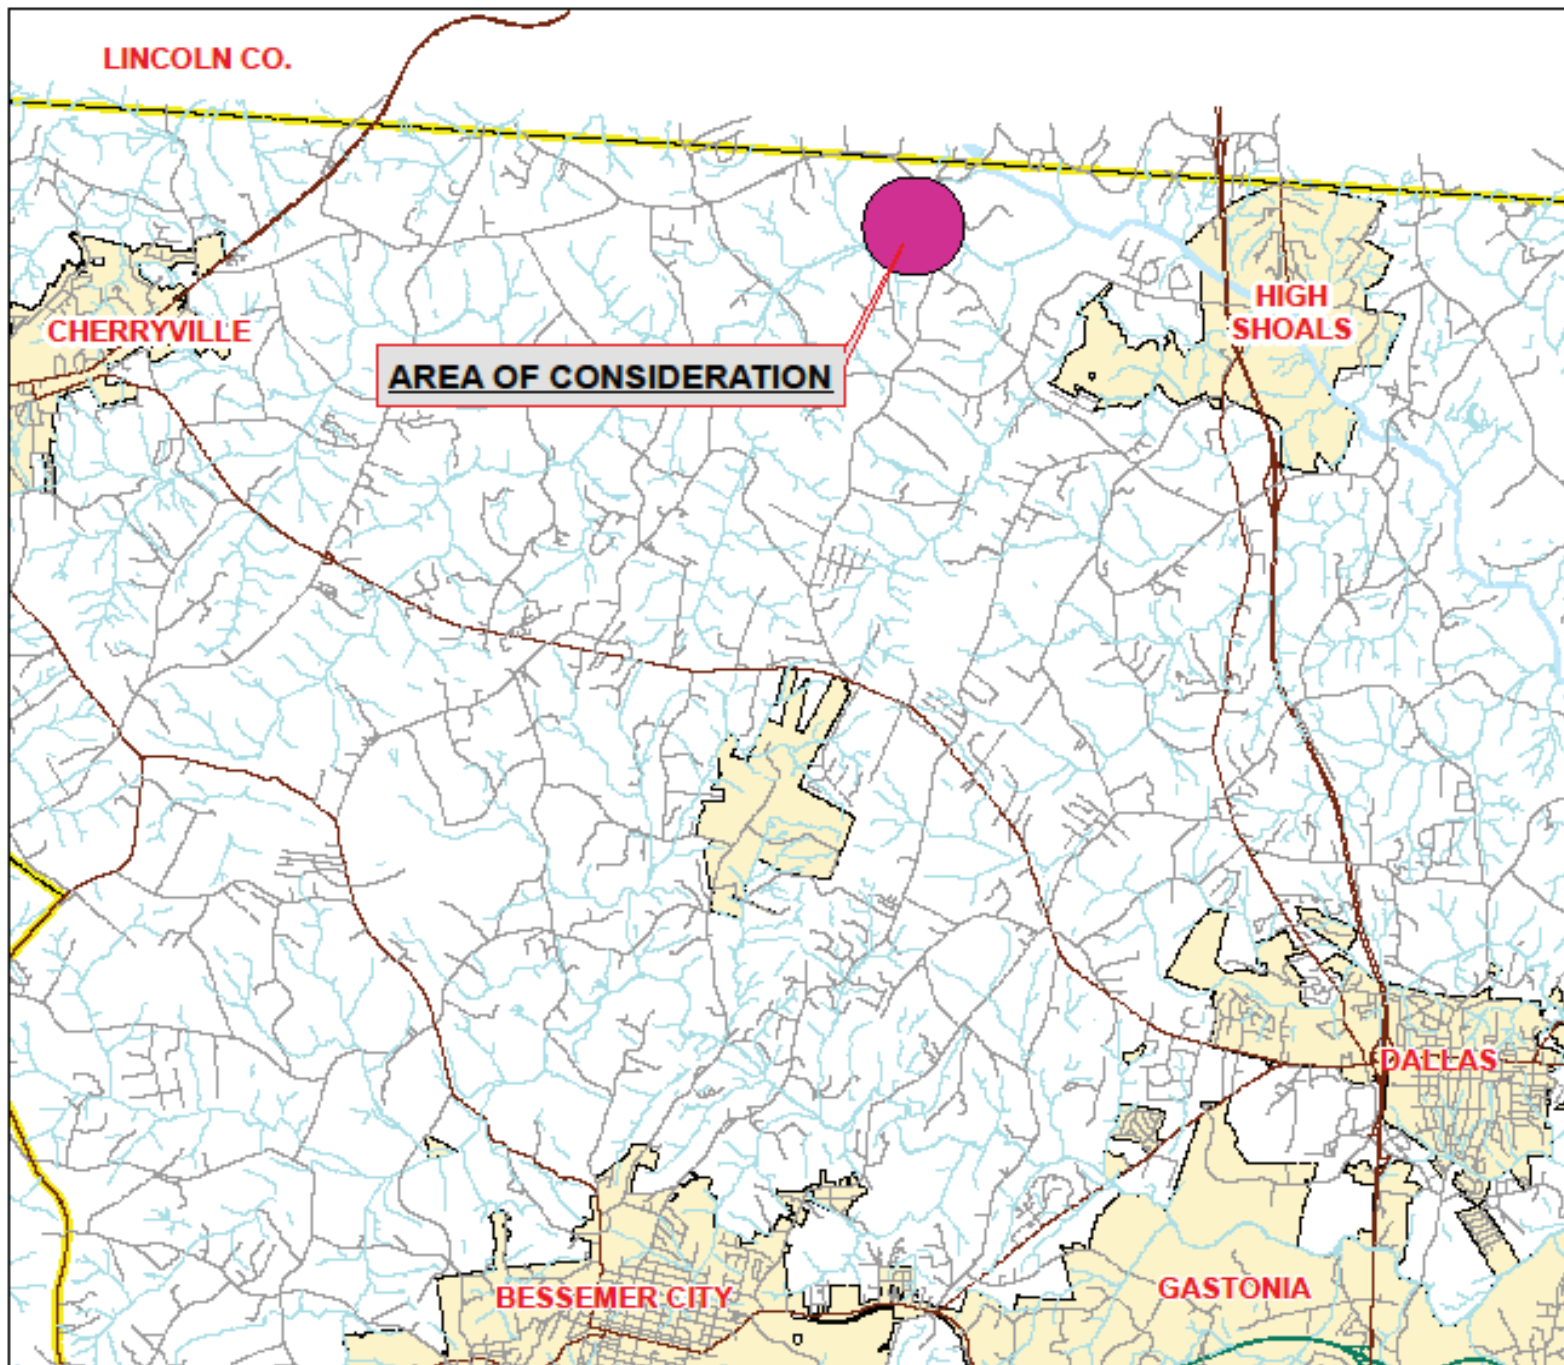 LINCOLN CO.
HIGH
SHOALS
CHERRYVILLE
AREA OF CONSIDERATION
DALLAS
GASTONIA
BESSEMER CITY